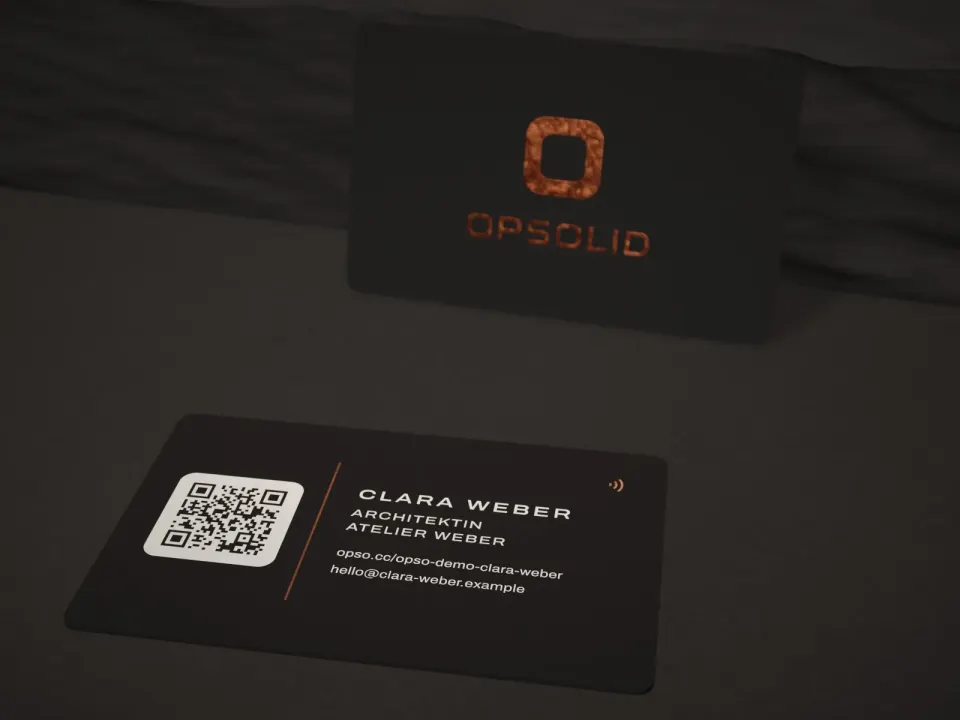 OPSOLID
CLARA WEBER
ARCHITEKTIN
ATELIER WEBER
opso.cc/opso-demo-clara-weber
hello@clara-weber.example